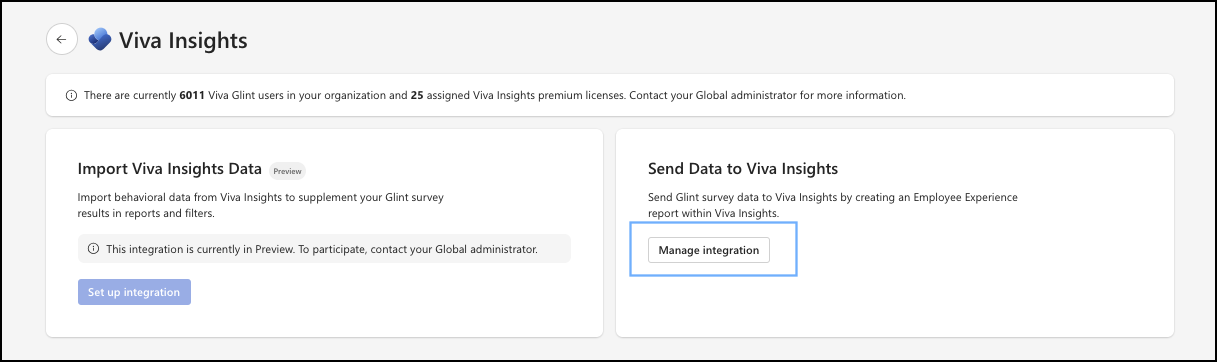 Viva Insights
There are currently 6011 Viva Glint users in your organization and 25 assigned Viva Insights premium licenses. Contact your Global administrator for more information.
Import Viva Insights Data Preview
Import behavioral data from Viva Insights to supplement your Glint survey
results in reports and filters.
This integration is currently in Preview. To participate, contact your Global administrator.
Set up integration
Send Data to Viva Insights
Send Glint survey data to Viva Insights by creating an Employee Experience
report within Viva Insights.
Manage integration